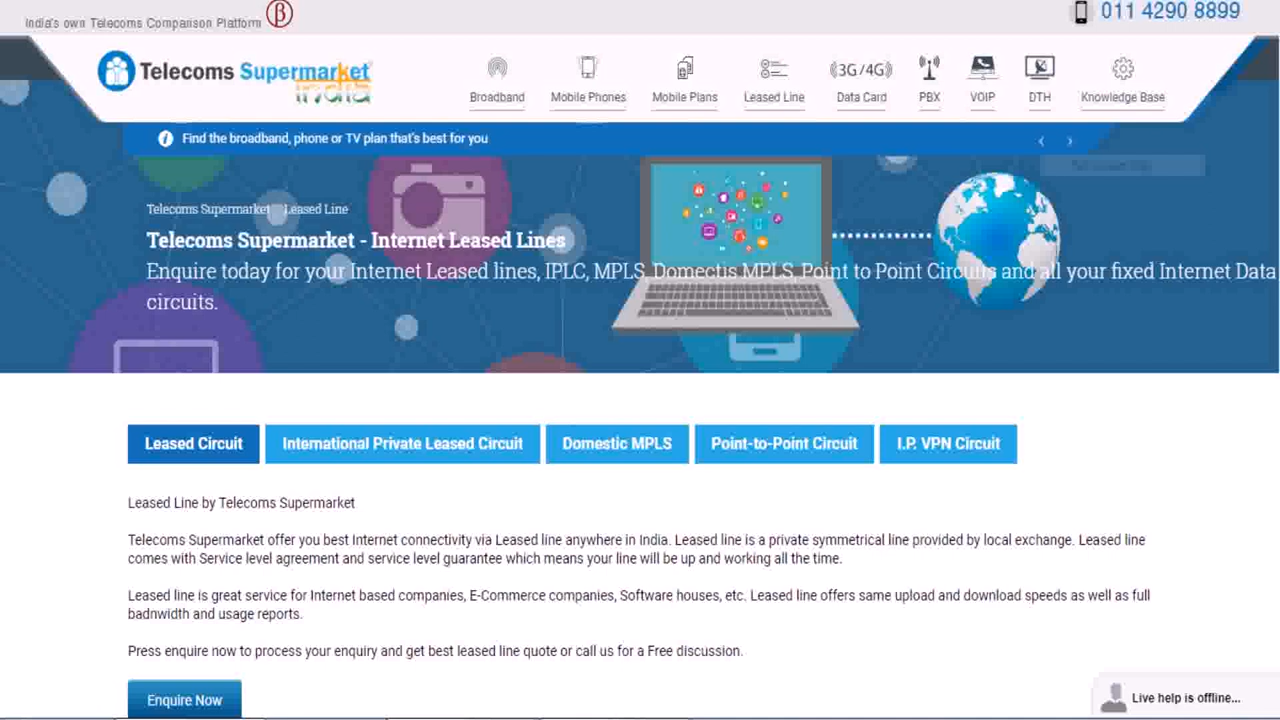 India's own Telecoms Comparison Platform β
011 4290 8899
Telecoms Supermarket
india
Broadband
Mobile Phones
Mobile Plans
Leased Line
(3G/4G)
Data Card
PBX
VOIP
DTH
Knowledge Base
i Find the broadband, phone or TV plan that's best for you
Telecoms Supermarket Leased Line
Telecoms Supermarket - Internet Leased Lines
Enquire today for your Internet Leased lines, IPLC, MPLS, Domectis MPLS, Point to Point Circuits and all your fixed Internet Data
circuits.
Leased Circuit
International Private Leased Circuit
Domestic MPLS
Point-to-Point Circuit
I.P. VPN Circuit
Leased Line by Telecoms Supermarket
Telecoms Supermarket offer you best Internet connectivity via Leased line anywhere in India. Leased line is a private symmetrical line provided by local exchange. Leased line
comes with Service level agreement and service level guarantee which means your line will be up and working all the time.
Leased line is great service for Internet based companies, E-Commerce companies, Software houses, etc. Leased line offers same upload and download speeds as well as full
badnwidth and usage reports.
Press enquire now to process your enquiry and get best leased line quote or call us for a Free discussion.
Enquire Now
Live help is offline...